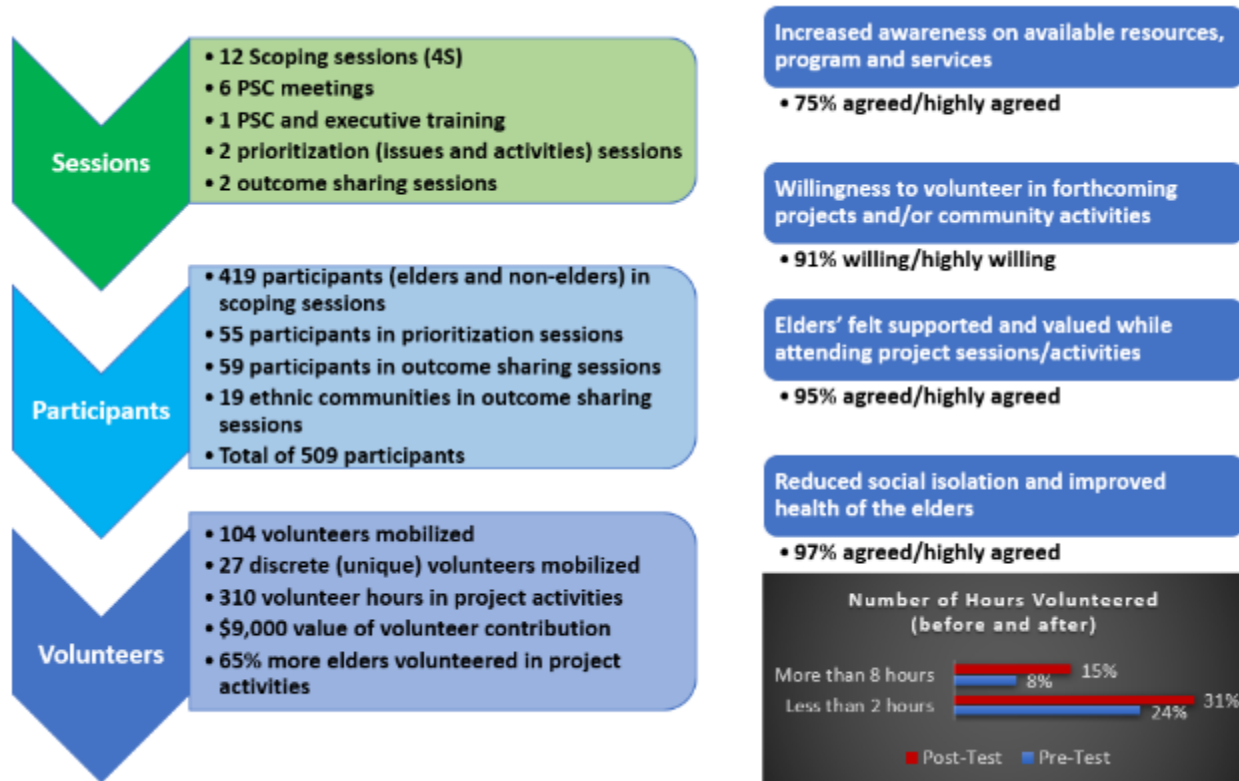 Sessions
• 12 Scoping sessions (4S)
• 6 PSC meetings
• 1 PSC and executive training
• 2 prioritization (issues and activities) sessions
• 2 outcome sharing sessions
Participants
• 419 participants (elders and non-elders) in
scoping sessions
• 55 participants in prioritization sessions
• 59 participants in outcome sharing sessions
• 19 ethnic communities in outcome sharing
sessions
• Total of 509 participants
Volunteers
• 104 volunteers mobilized
• 27 discrete (unique) volunteers mobilized
• 310 volunteer hours in project activities
• $9,000 value of volunteer contribution
• 65% more elders volunteered in project
activities
Increased awareness on available resources,
program and services
• 75% agreed/highly agreed
Willingness to volunteer in forthcoming
projects and/or community activities
• 91% willing/highly willing
Elders' felt supported and valued while
attending project sessions/activities
• 95% agreed/highly agreed
Reduced social isolation and improved
health of the elders
• 97% agreed/highly agreed
Number of Hours Volunteered
(before and after)
More than 8 hours
15%
8%
Less than 2 hours
31%
24%
Post-Test Pre-Test